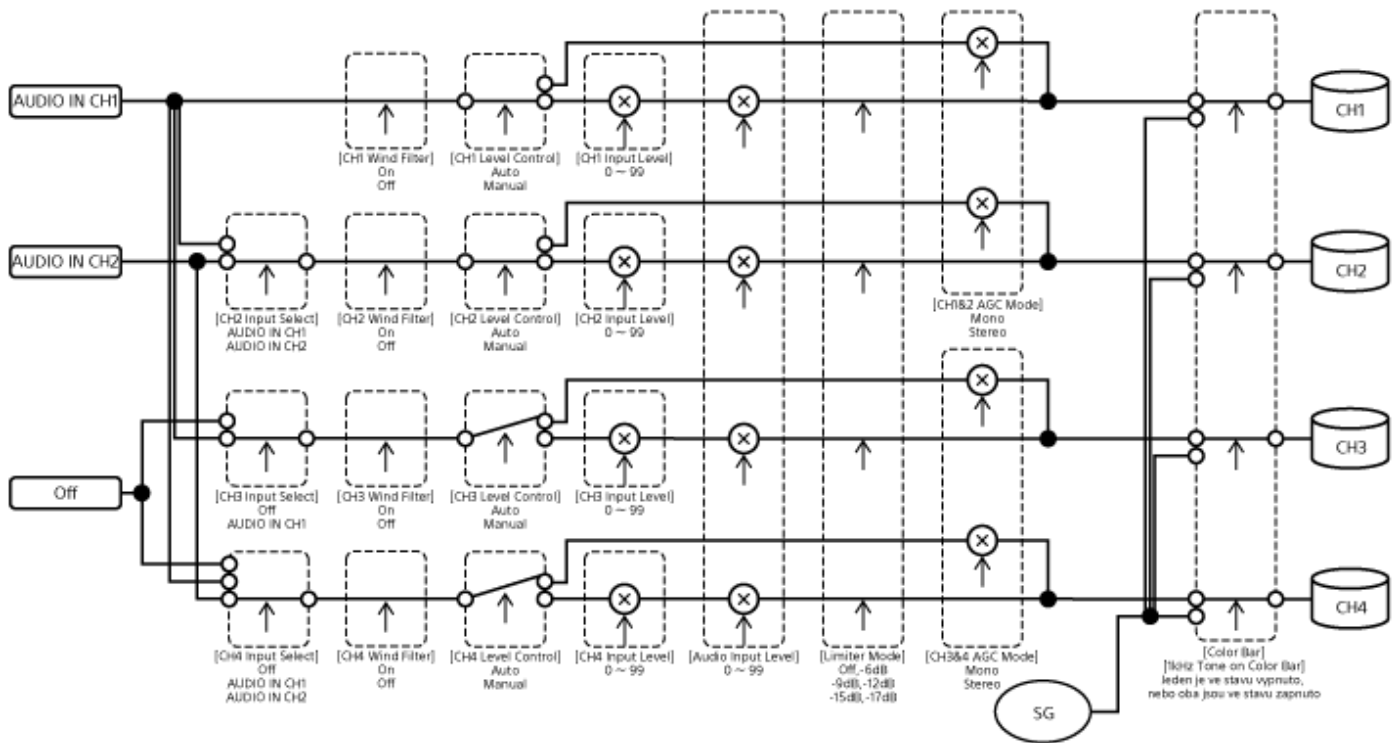 AUDIO IN CH1
CH1
[CH1 Wind Filter]
On
Off
[CH1 Level Control]
Auto
Manual
[CH1 Input Level]
0 ~ 99
AUDIO IN CH2
CH2
[CH2 Input Select]
AUDIO IN CH1
AUDIO IN CH2
[CH2 Wind Filter]
On
Off
[CH2 Level Control]
Auto
Manual
[CH2 Input Level]
0 ~ 99
[CH1&2 AGC Mode]
Mono
Stereo
CH3
Off
[CH3 Input Select]
Off
AUDIO IN CH1
[CH3 Wind Filter]
On
Off
[CH3 Level Control]
Auto
Manual
[CH3 Input Level]
0 ~ 99
CH4
[CH4 Input Select]
Off
AUDIO IN CH1
AUDIO IN CH2
[CH4 Wind Filter]
On
Off
[CH4 Level Control]
Auto
Manual
[CH4 Input Level]
0 ~ 99
[Audio Input Level]
0 ~ 99
[Limiter Mode]
Off,-6dB
-9dB,-12dB
-15dB,-17dB
[CH3&4 AGC Mode]
Mono
Stereo
SG
[Color Bar]
[1kHz Tone on Color Bar]
Jeden je ve stavu vypnuto,
nebo oba jsou ve stavu zapnuto